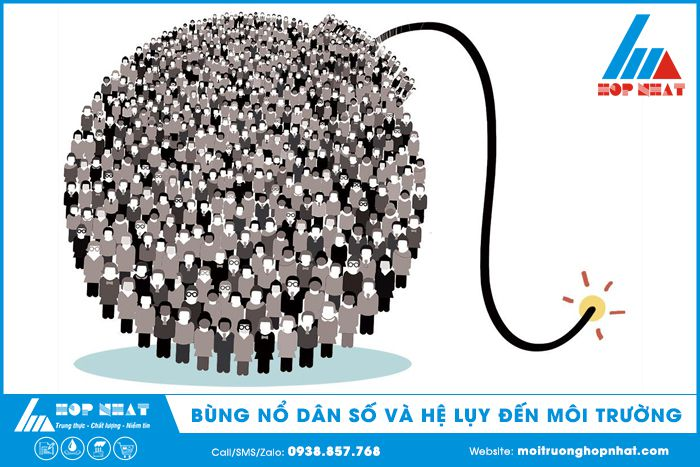 HOP NHAT
HOP NHAT
Trung thực - Chất lượng - Niềm tin
BÙNG NỔ DÂN SỐ VÀ HỆ LỤY ĐẾN MÔI TRƯỜNG
Call/SMS/Zalo: 0938.857.768
Website: moitruonghopnhat.com